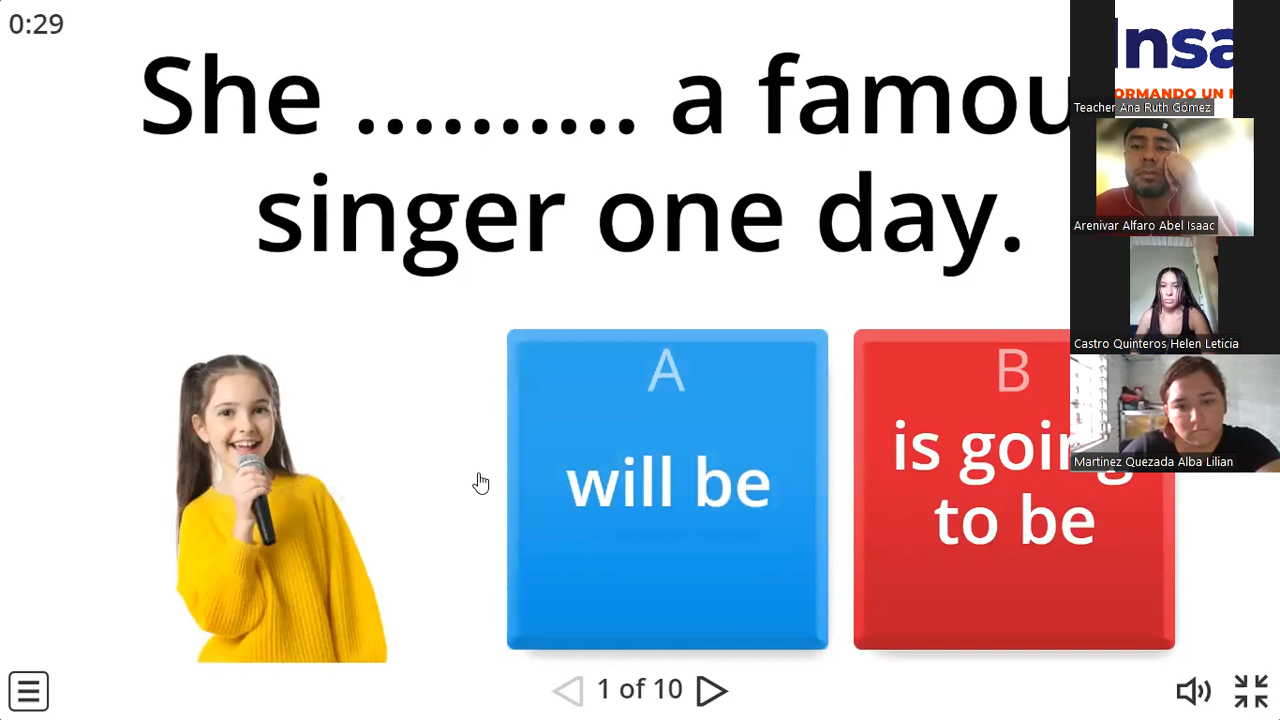 0:29
She .......... a famou
singer one day.
A
will be
B
is going
to be
1 of 10
Insa
ORMANDO UN
Teacher Ana Ruth Gómez
Arenivar Alfaro Abel Isaac
Castro Quinteros Helen Leticia
Martinez Quezada Alba Lilian